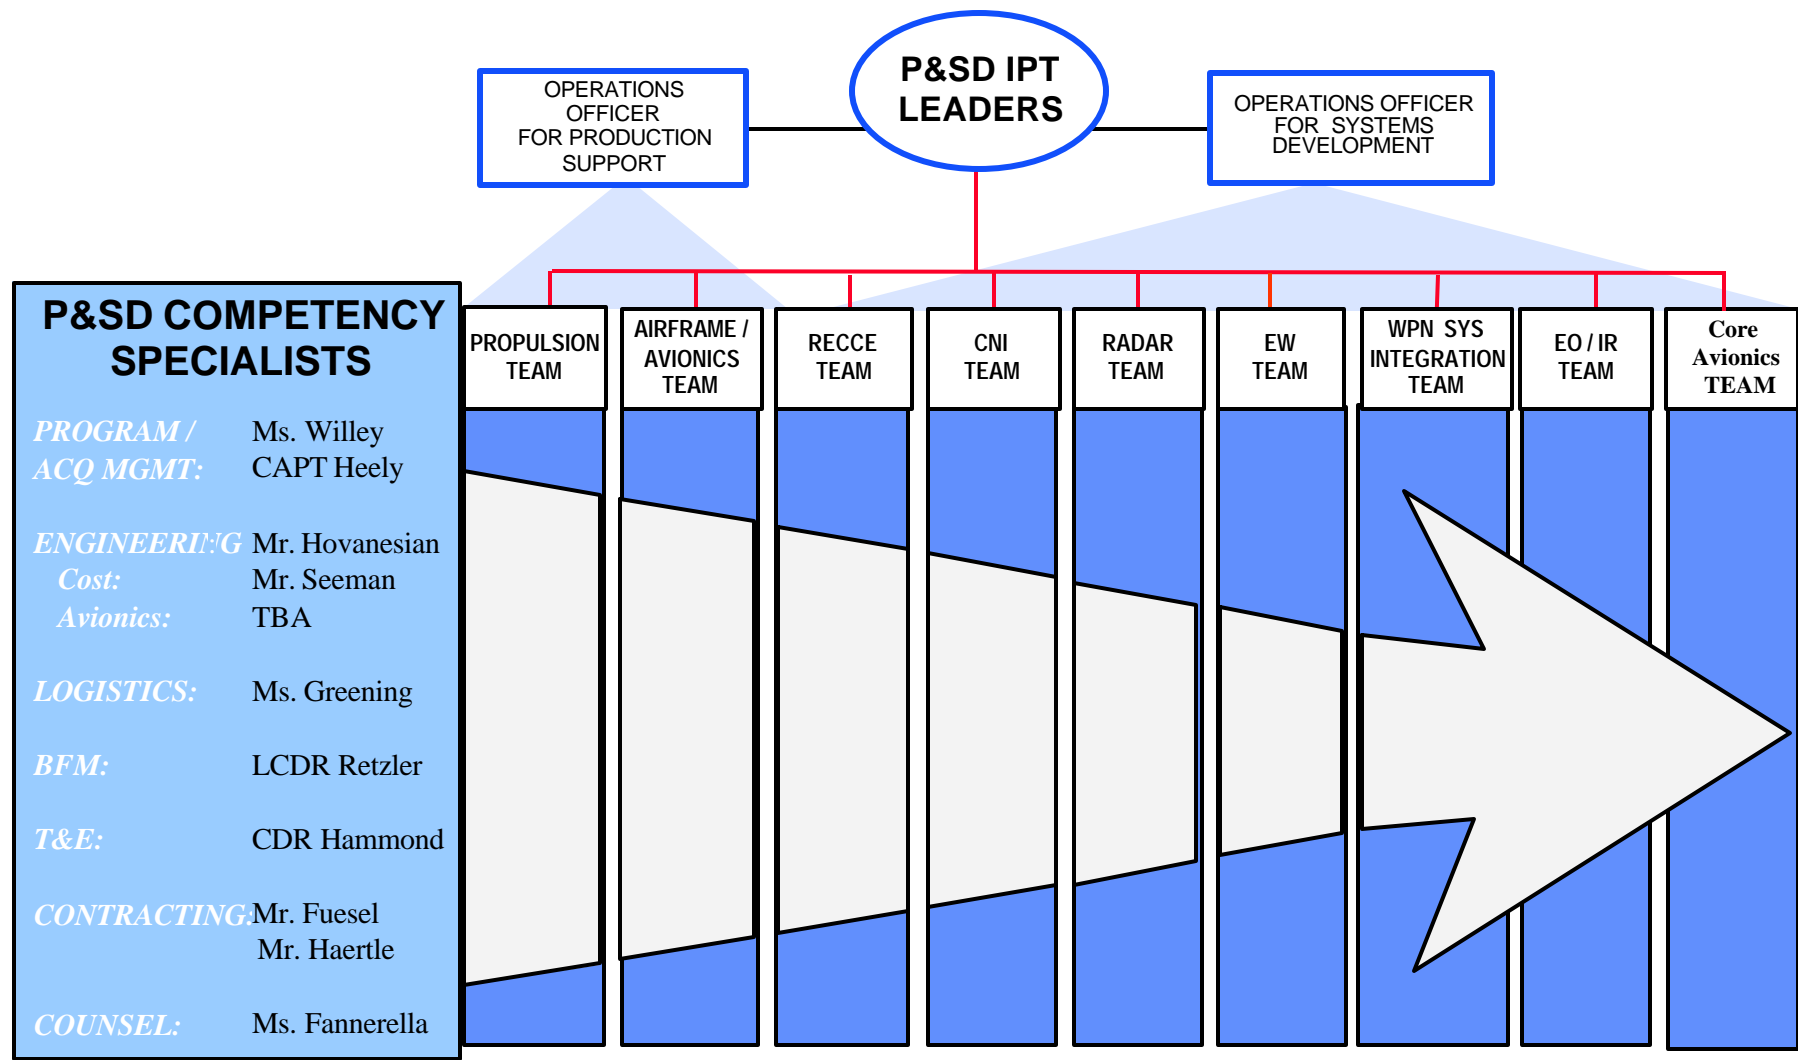 P&SD IPT
LEADERS
OPERATIONS
OFFICER
FOR PRODUCTION
SUPPORT
OPERATIONS OFFICER
FOR SYSTEMS
DEVELOPMENT
P&SD COMPETENCY
SPECIALISTS
PROGRAM / Ms. Willey
ACQ MGMT: CAPT Heely
ENGINEERING Mr. Hovanesian
Cost: Mr. Seeman
Avionics: TBA
LOGISTICS: Ms. Greening
BFM: LCDR Retzler
T&E: CDR Hammond
CONTRACTING: Mr. Fuesel
Mr. Haertle
COUNSEL: Ms. Fannerella
PROPULSION
TEAM
AIRFRAME /
AVIONICS
TEAM
RECCE
TEAM
CNI
TEAM
RADAR
TEAM
EW
TEAM
WPN SYS
INTEGRATION
TEAM
EO / IR
TEAM
Core
Avionics
TEAM